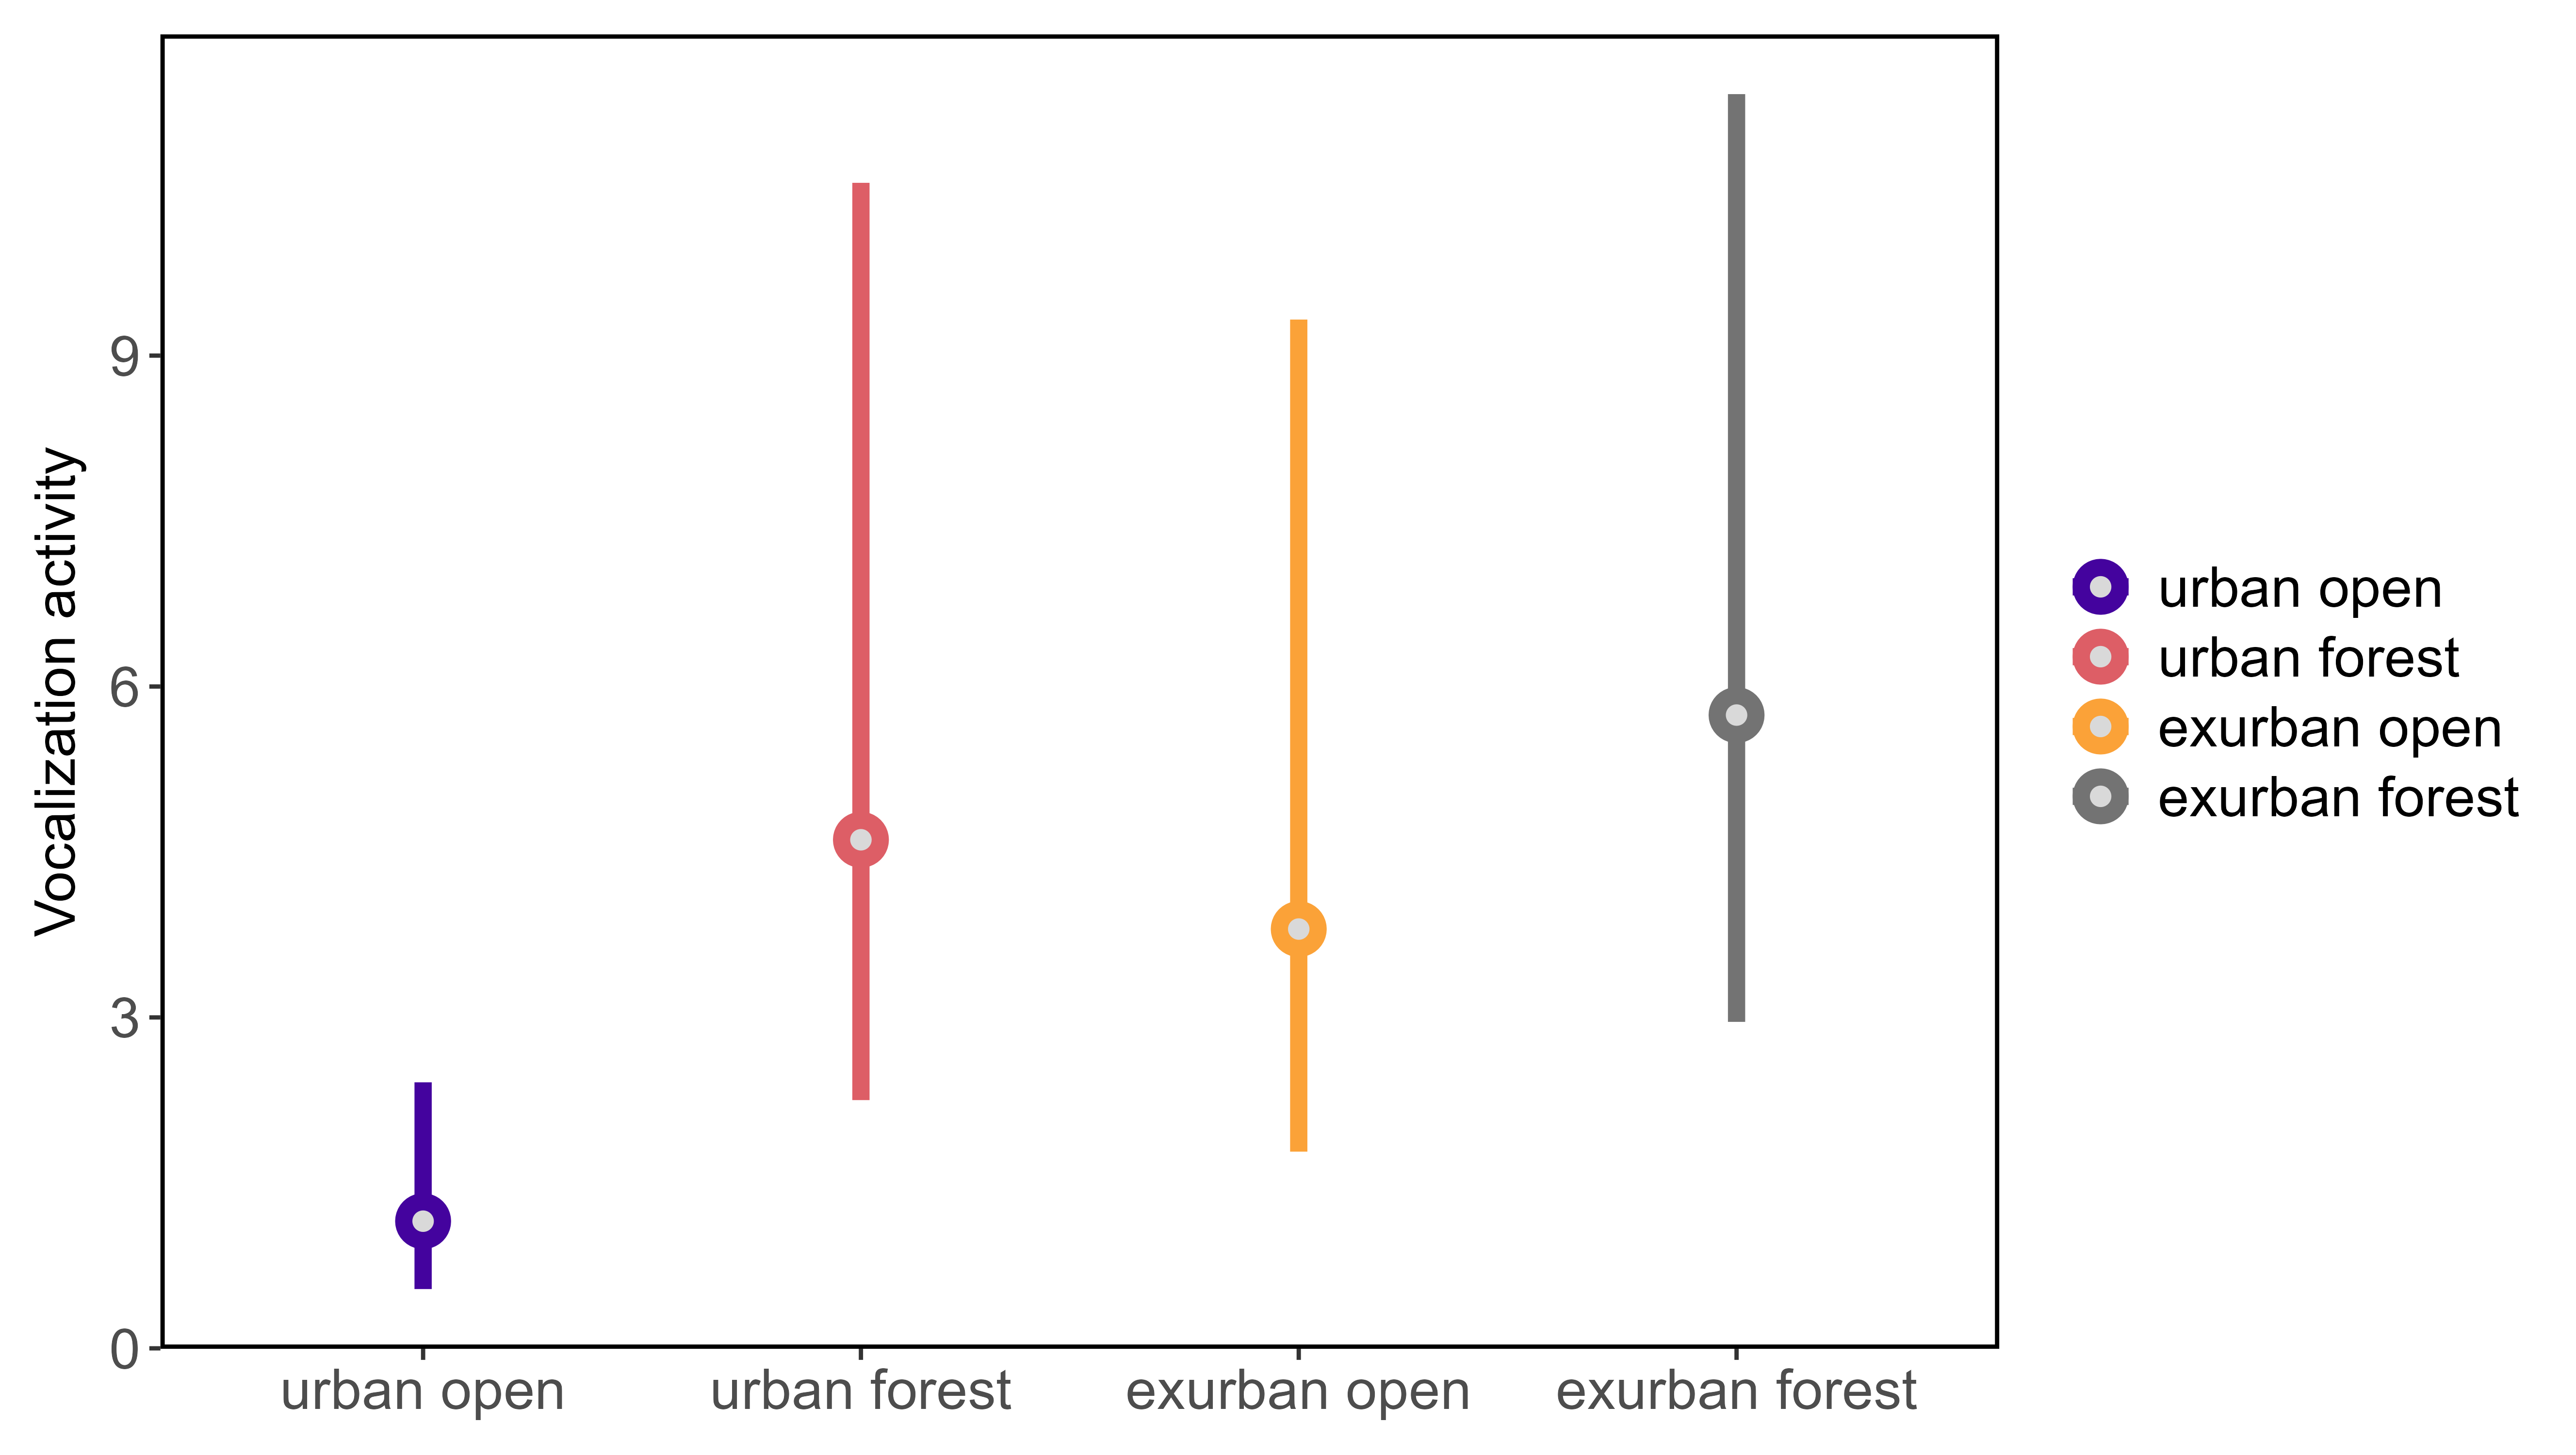 Vocalization activity
9
6
3
0
urban open
urban forest
exurban open
exurban forest
urban open
urban forest
exurban open
exurban forest